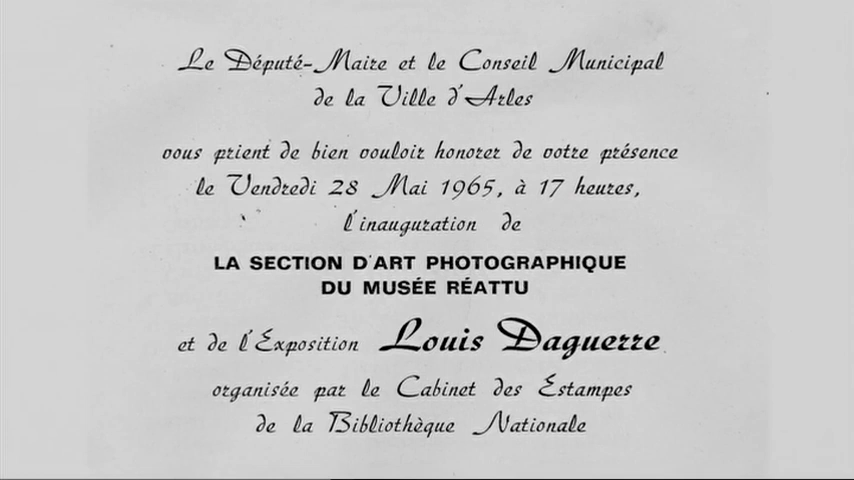 Le Député-Maire et le Conseil Municipal
de la Ville d'Arles
vous prient de bien vouloir honorer de votre présence
le Vendredi 28 Mai 1965, à 17 heures,
l'inauguration de
LA SECTION D'ART PHOTOGRAPHIQUE
DU MUSÉE RÉATTU
et de l'Exposition Louis Daguerre
organisée par le Cabinet des Estampes
de la Bibliothèque Nationale